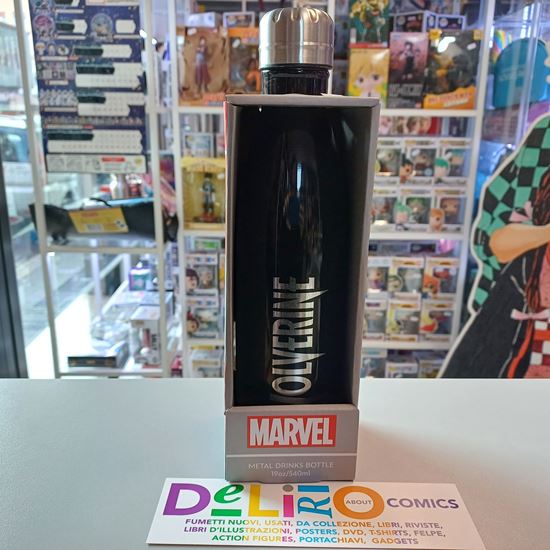 OLVERINE
MARVEL
METAL DRINKS BOTTLE
19oz/540ml
DeLiRiO ABOUT COMICS
FUMETTI NUOVI, USATI, DA COLLEZIONE, LIBRI, RIVISTE,
LIBRI D'ILLUSTRAZIONI, POSTERS, DVD, T-SHIRTS, FELPE,
ACTION FIGURES, PORTACHIAVI, GADGETS